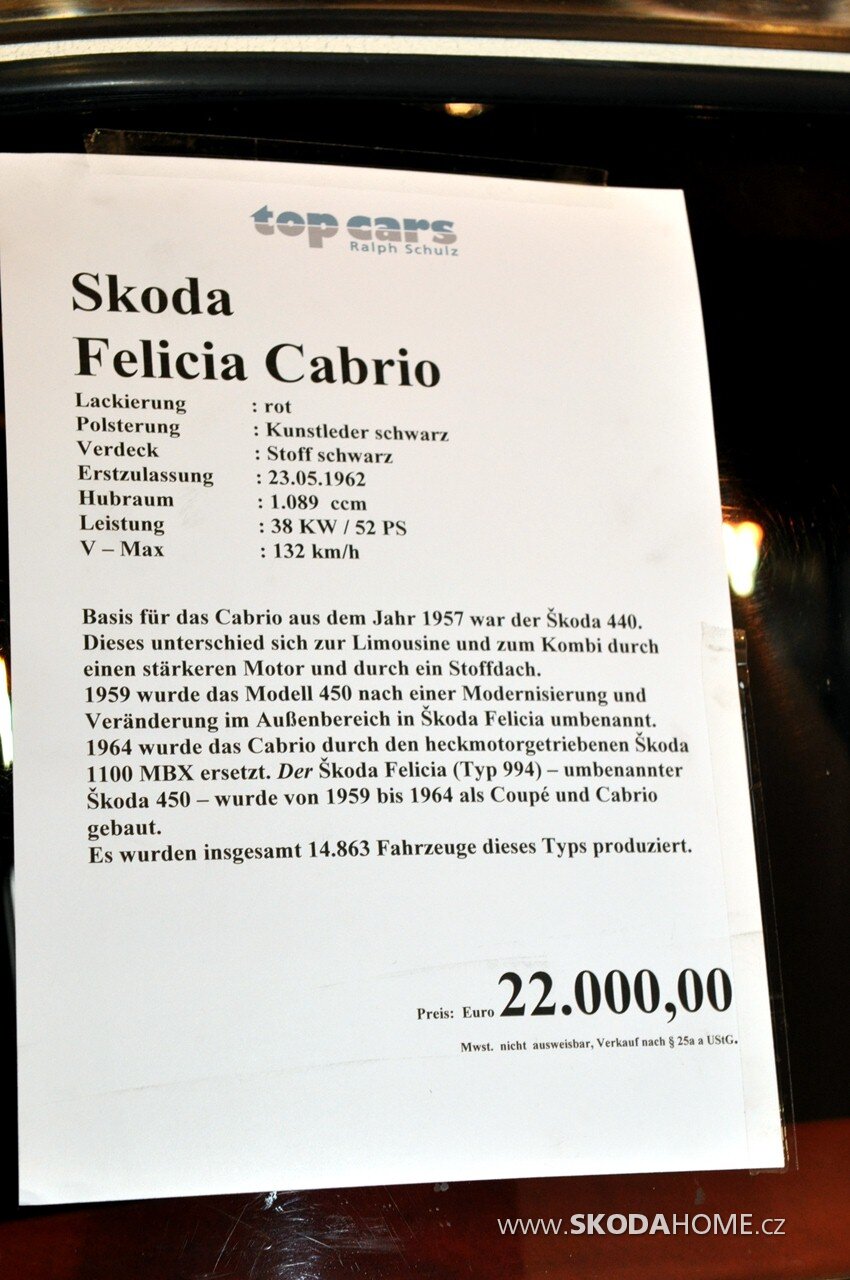 top cars
Ralph Schulz
Skoda
Felicia Cabrio
Lackierung : rot
Polsterung : Kunstleder schwarz
Verdeck : Stoff schwarz
Erstzulassung : 23.05.1962
Hubraum : 1.089 ccm
Leistung : 38 KW / 52 PS
V – Max : 132 km/h
Basis für das Cabrio aus dem Jahr 1957 war der Škoda 440.
Dieses unterschied sich zur Limousine und zum Kombi durch
einen stärkeren Motor und durch ein Stoffdach.
1959 wurde das Modell 450 nach einer Modernisierung und
Veränderung im Außenbereich in Škoda Felicia umbenannt.
1964 wurde das Cabrio durch den heckmotorgetriebenen Škoda
1100 MBX ersetzt. Der Škoda Felicia (Typ 994) – umbenannter
Škoda 450 – wurde von 1959 bis 1964 als Coupé und Cabrio
gebaut.
Es wurden insgesamt 14.863 Fahrzeuge dieses Typs produziert.
Preis: Euro 22.000,00
Mwst. nicht ausweisbar, Verkauf nach § 25a a UStG.
www.SKODAHOME.cz